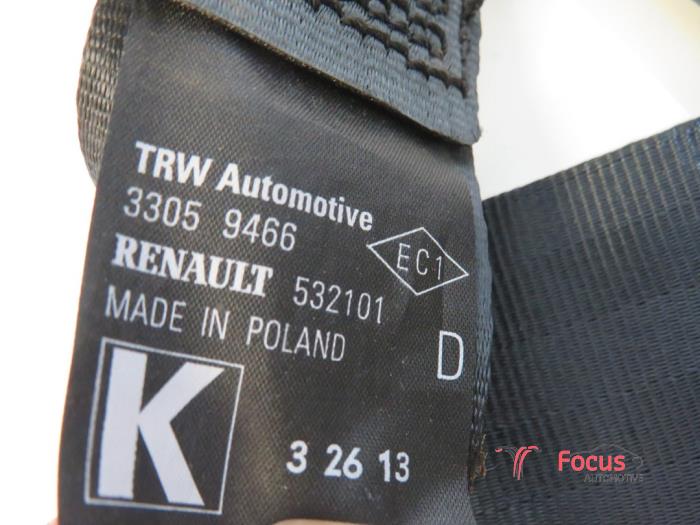 TRW Automotive
3305 9466
EC1
RENAULT 532101
MADE IN POLAND
D
K
3 26 13
Focus
AUTOMOTIVE